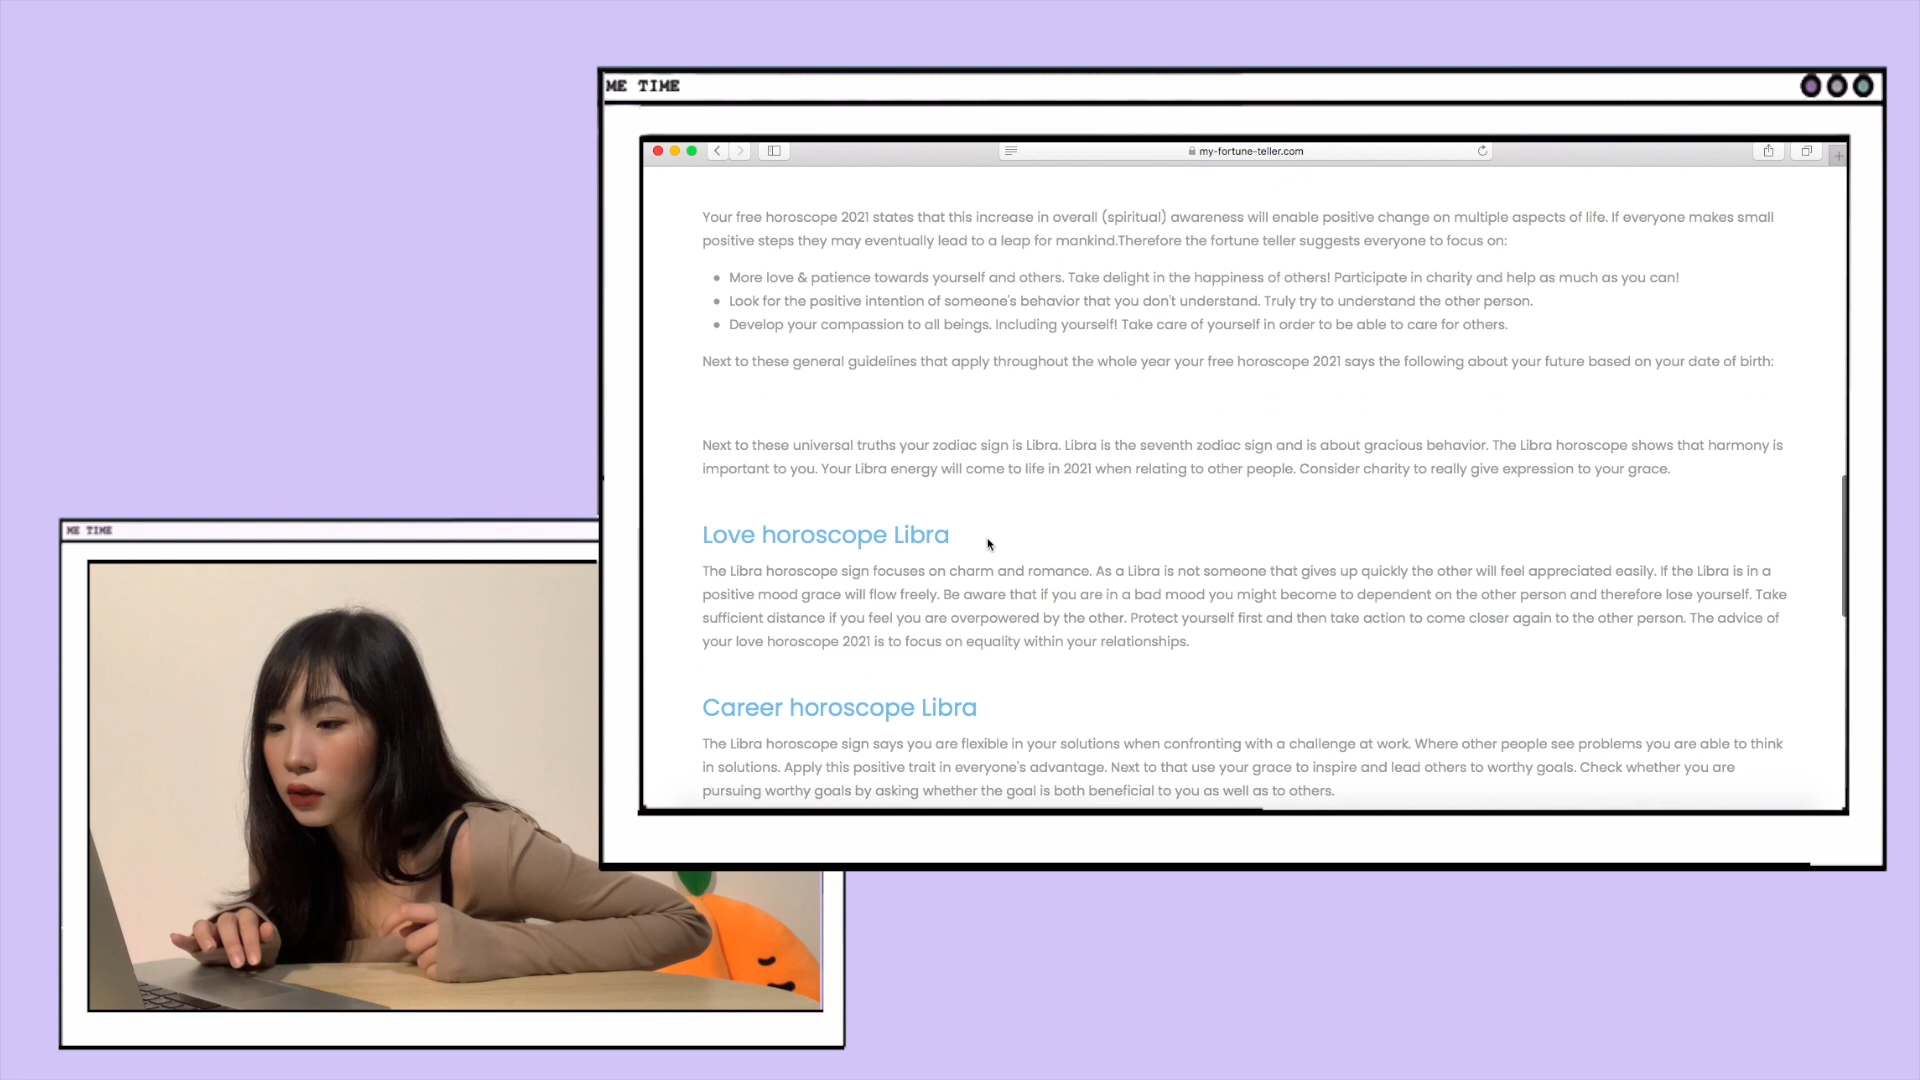 ME TIME
my-fortune-teller.com
Your free horoscope 2021 states that this increase in overall (spiritual) awareness will enable positive change on multiple aspects of life. If everyone makes small
positive steps they may eventually lead to a leap for mankind.Therefore the fortune teller suggests everyone to focus on:
More love & patience towards yourself and others. Take delight in the happiness of others! Participate in charity and help as much as you can!
Look for the positive intention of someone's behavior that you don't understand. Truly try to understand the other person.
Develop your compassion to all beings. Including yourself! Take care of yourself in order to be able to care for others.
Next to these general guidelines that apply throughout the whole year your free horoscope 2021 says the following about your future based on your date of birth:
Next to these universal truths your zodiac sign is Libra. Libra is the seventh zodiac sign and is about gracious behavior. The Libra horoscope shows that harmony is
important to you. Your Libra energy will come to life in 2021 when relating to other people. Consider charity to really give expression to your grace.
Love horoscope Libra
The Libra horoscope sign focuses on charm and romance. As a Libra is not someone that gives up quickly the other will feel appreciated easily. If the Libra is in a
positive mood grace will flow freely. Be aware that if you are in a bad mood you might become to dependent on the other person and therefore lose yourself. Take
sufficient distance if you feel you are overpowered by the other. Protect yourself first and then take action to come closer again to the other person. The advice of
your love horoscope 2021 is to focus on equality within your relationships.
Career horoscope Libra
The Libra horoscope sign says you are flexible in your solutions when confronting with a challenge at work. Where other people see problems you are able to think
in solutions. Apply this positive trait in everyone's advantage. Next to that use your grace to inspire and lead others to worthy goals. Check whether you are
pursuing worthy goals by asking whether the goal is both beneficial to you as well as to others.
ME TIME